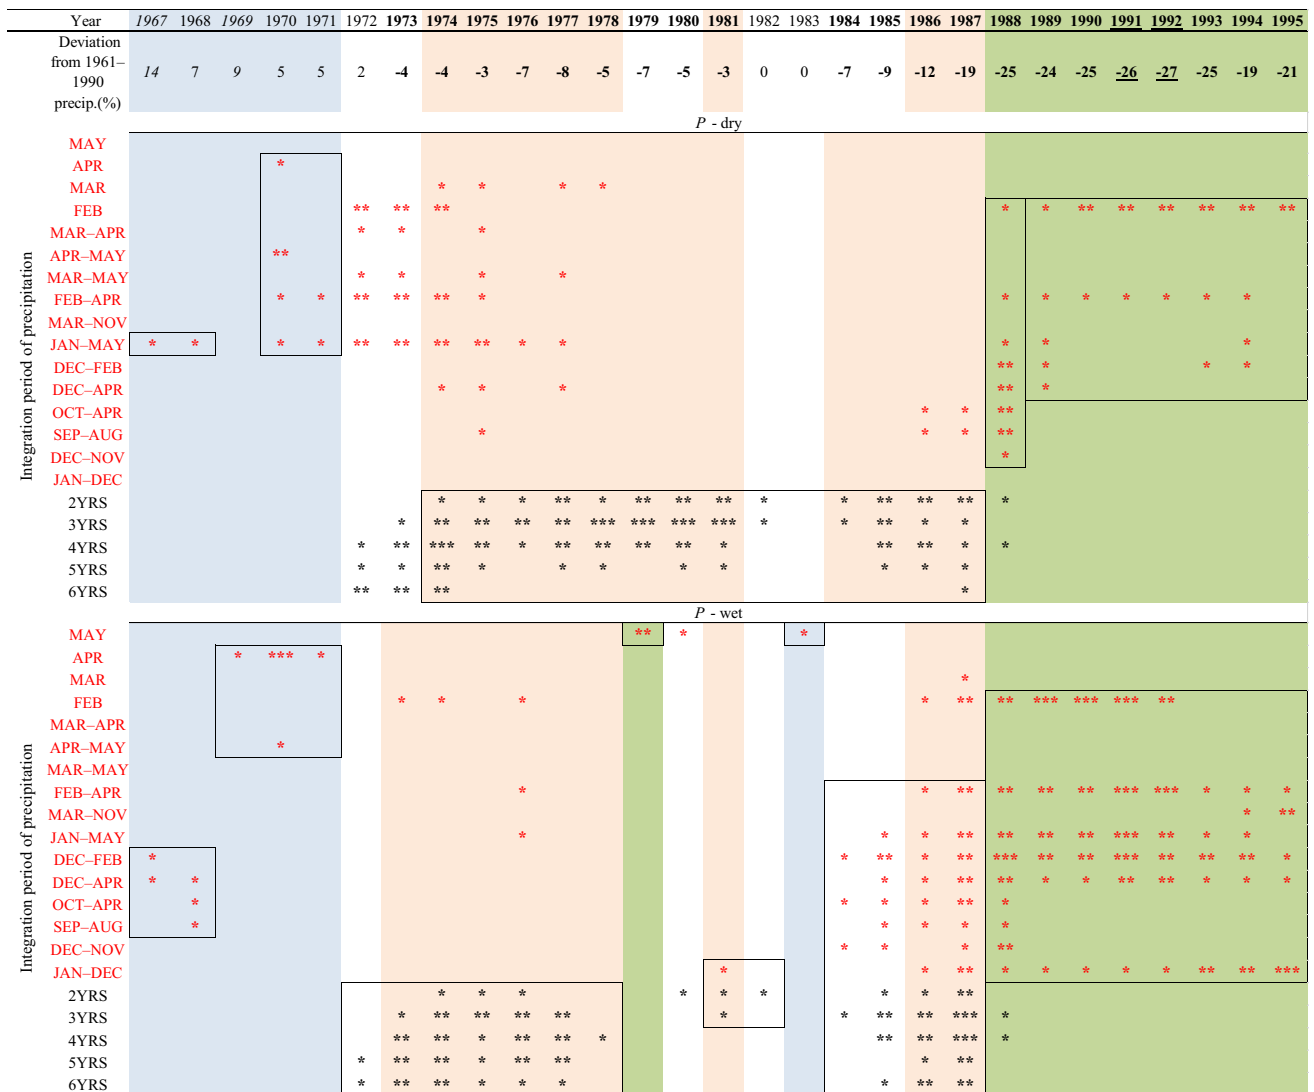 Year 1967 1968 1969 1970 1971 1972 1973 1974 1975 1976 1977 1978 1979 1980 1981 1982 1983 1984 1985 1986 1987 1988 1989 1990 1991 1992 1993 1994 1995
Deviation
from 1961–
1990
precip.(%) 14 7 9 5 5 2 -4 -4 -3 -7 -8 -5 -7 -5 -3 0 0 -7 -9 -12 -19 -25 -24 -25 -26 -27 -25 -19 -21
P - dry
Integration period of precipitation
MAY
APR *
MAR * * * *
FEB ** ** ** * * ** ** ** ** ** **
MAR–APR * * *
APR–MAY **
MAR–MAY * * * *
FEB–APR * * ** ** ** * * * * * * * *
MAR–NOV
JAN–MAY * * * * ** ** ** ** * * * * *
DEC–FEB ** * * *
DEC–APR * * * ** *
OCT–APR * * **
SEP–AUG * * * **
DEC–NOV *
JAN–DEC
2YRS * * * ** * ** ** ** * * ** ** ** *
3YRS * ** ** ** ** *** *** *** *** * * ** * *
4YRS * ** *** ** * ** ** ** ** * ** ** * *
5YRS * * ** * * * * * * * *
6YRS ** ** ** *
P - wet
Integration period of precipitation
MAY ** * *
APR * *** *
MAR *
FEB * * * * ** ** *** *** *** **
MAR–APR
APR–MAY *
MAR–MAY
FEB–APR * * ** ** ** ** *** *** * * *
MAR–NOV * **
JAN–MAY * * * ** ** ** ** *** ** * *
DEC–FEB * * ** * ** *** ** ** *** ** ** ** *
DEC–APR * * * * ** ** * * ** ** * * *
OCT–APR * * * * ** *
SEP–AUG * * * * *
DEC–NOV * * * **
JAN–DEC * * ** * * * * * ** ** ***
2YRS * * * * * * * * **
3YRS * ** ** ** ** * * ** ** *** *
4YRS ** ** * ** ** * ** ** *** *
5YRS * ** ** * ** ** * **
6YRS * ** ** * * * * ** **